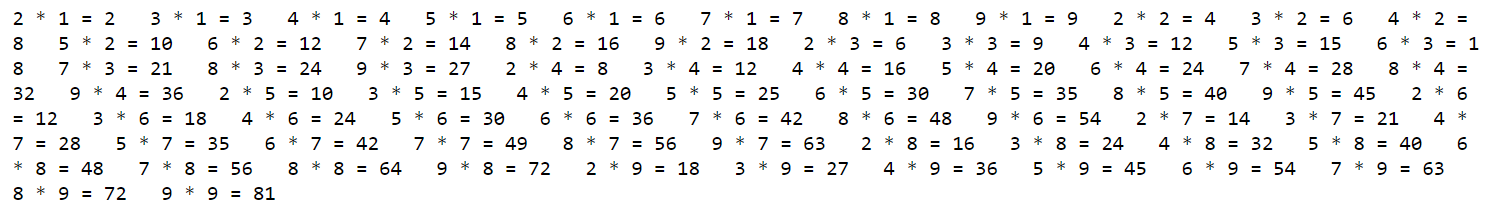 2 * 1 = 2   3 * 1 = 3   4 * 1 = 4   5 * 1 = 5   6 * 1 = 6   7 * 1 = 7   8 * 1 = 8   9 * 1 = 9   2 * 2 = 4   3 * 2 = 6   4 * 2 =
8   5 * 2 = 10   6 * 2 = 12   7 * 2 = 14   8 * 2 = 16   9 * 2 = 18   2 * 3 = 6   3 * 3 = 9   4 * 3 = 12   5 * 3 = 15   6 * 3 = 1
8   7 * 3 = 21   8 * 3 = 24   9 * 3 = 27   2 * 4 = 8   3 * 4 = 12   4 * 4 = 16   5 * 4 = 20   6 * 4 = 24   7 * 4 = 28   8 * 4 =
32   9 * 4 = 36   2 * 5 = 10   3 * 5 = 15   4 * 5 = 20   5 * 5 = 25   6 * 5 = 30   7 * 5 = 35   8 * 5 = 40   9 * 5 = 45   2 * 6
= 12   3 * 6 = 18   4 * 6 = 24   5 * 6 = 30   6 * 6 = 36   7 * 6 = 42   8 * 6 = 48   9 * 6 = 54   2 * 7 = 14   3 * 7 = 21   4 *
7 = 28   5 * 7 = 35   6 * 7 = 42   7 * 7 = 49   8 * 7 = 56   9 * 7 = 63   2 * 8 = 16   3 * 8 = 24   4 * 8 = 32   5 * 8 = 40   6
* 8 = 48   7 * 8 = 56   8 * 8 = 64   9 * 8 = 72   2 * 9 = 18   3 * 9 = 27   4 * 9 = 36   5 * 9 = 45   6 * 9 = 54   7 * 9 = 63
8 * 9 = 72   9 * 9 = 81